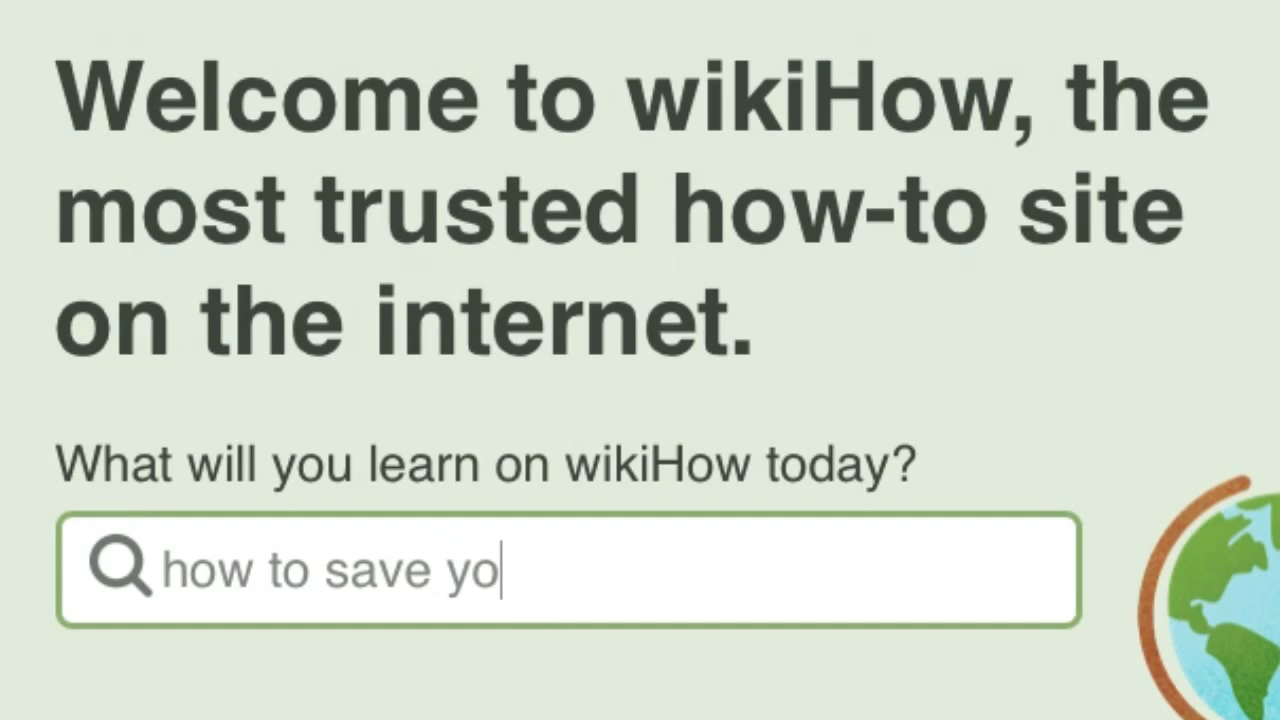 Welcome to wikiHow, the
most trusted how-to site
on the internet.
What will you learn on wikiHow today?
how to save yo